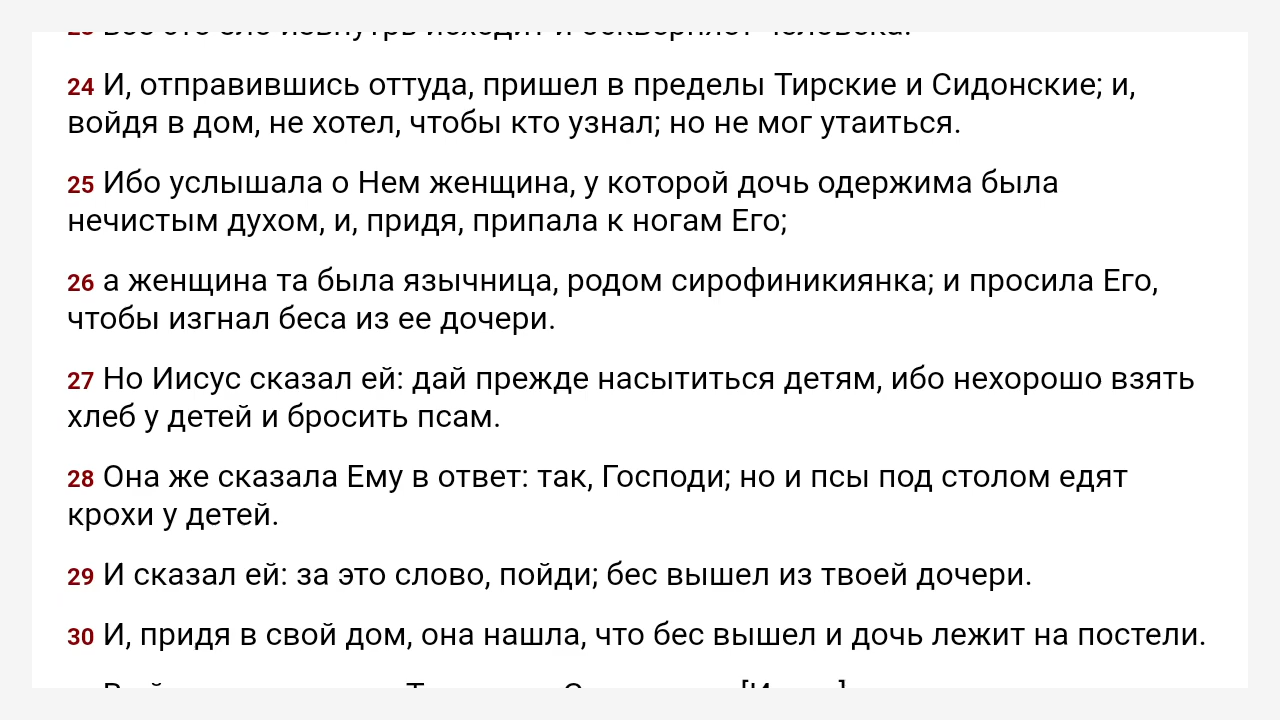 24 И, отправившись оттуда, пришел в пределы Тирские и Сидонские; и,
войдя в дом, не хотел, чтобы кто узнал; но не мог утаиться.
25 Ибо услышала о Нем женщина, у которой дочь одержима была
нечистым духом, и, придя, припала к ногам Его;
26 а женщина та была язычница, родом сирофиникиянка; и просила Его,
чтобы изгнал беса из ее дочери.
27 Но Иисус сказал ей: дай прежде насытиться детям, ибо нехорошо взять
хлеб у детей и бросить псам.
28 Она же сказала Ему в ответ: так, Господи; но и псы под столом едят
крохи у детей.
29 И сказал ей: за это слово, пойди; бес вышел из твоей дочери.
30 И, придя в свой дом, она нашла, что бес вышел и дочь лежит на постели.